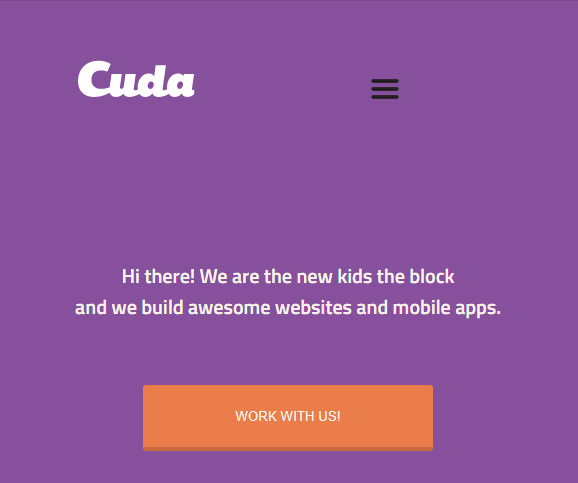 Cuda
Hi there! We are the new kids the block
and we build awesome websites and mobile apps.
WORK WITH US!